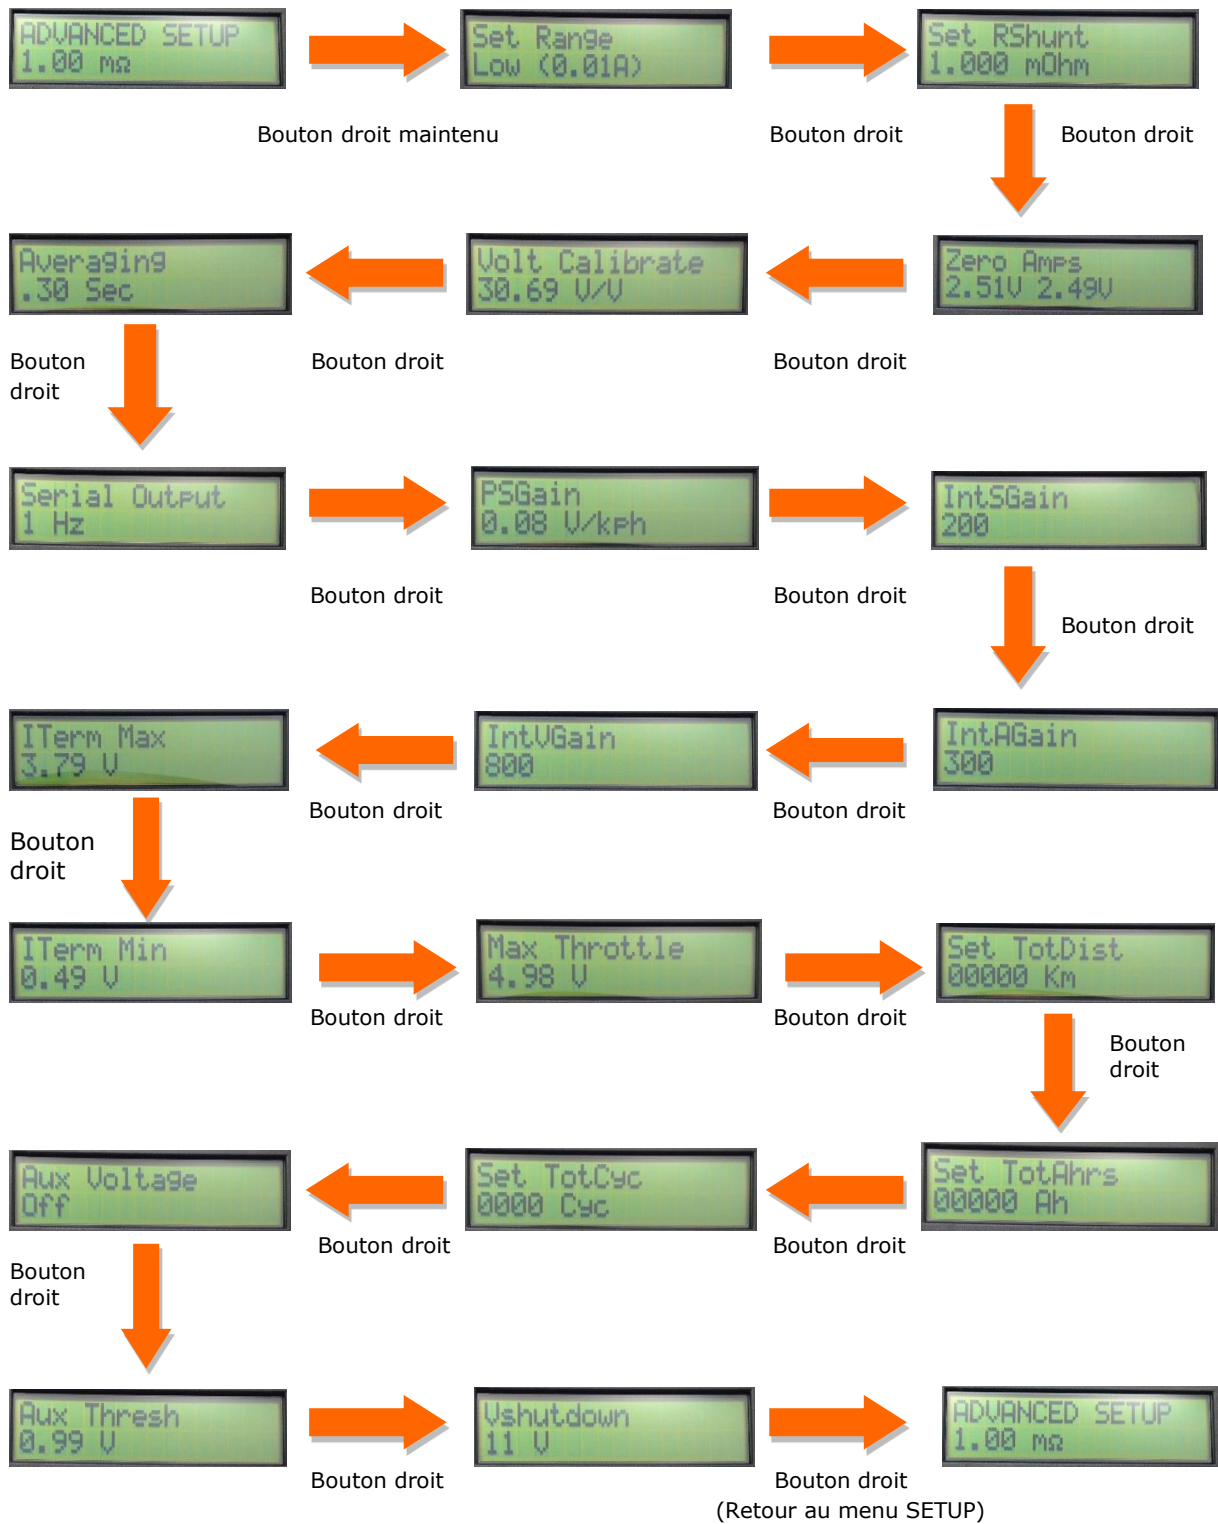 ADVANCED SETUP
1.00 mΩ
Set Range
Low (0.01A)
Set RShunt
1.000 mOhm
Bouton droit maintenu
Bouton droit
Bouton droit
Zero Amps
2.51V 2.49V
Bouton droit
Volt Calibrate
30.69 V/V
Bouton droit
Averaging
.30 Sec
Bouton
droit
Serial Output
1 Hz
Bouton droit
PSGain
0.08 V/kph
Bouton droit
IntSGain
200
Bouton droit
IntAGain
300
Bouton droit
IntVGain
800
Bouton droit
ITerm Max
3.79 V
Bouton
droit
ITerm Min
0.49 V
Bouton droit
Max Throttle
4.98 V
Bouton droit
Set TotDist
00000 Km
Bouton
droit
Set TotAhrs
00000 Ah
Bouton droit
Set TotCyc
0000 Cyc
Bouton droit
Aux Voltage
Off
Bouton
droit
Aux Thresh
0.99 V
Bouton droit
Vshutdown
11 V
Bouton droit
(Retour au menu SETUP)
ADVANCED SETUP
1.00 mΩ